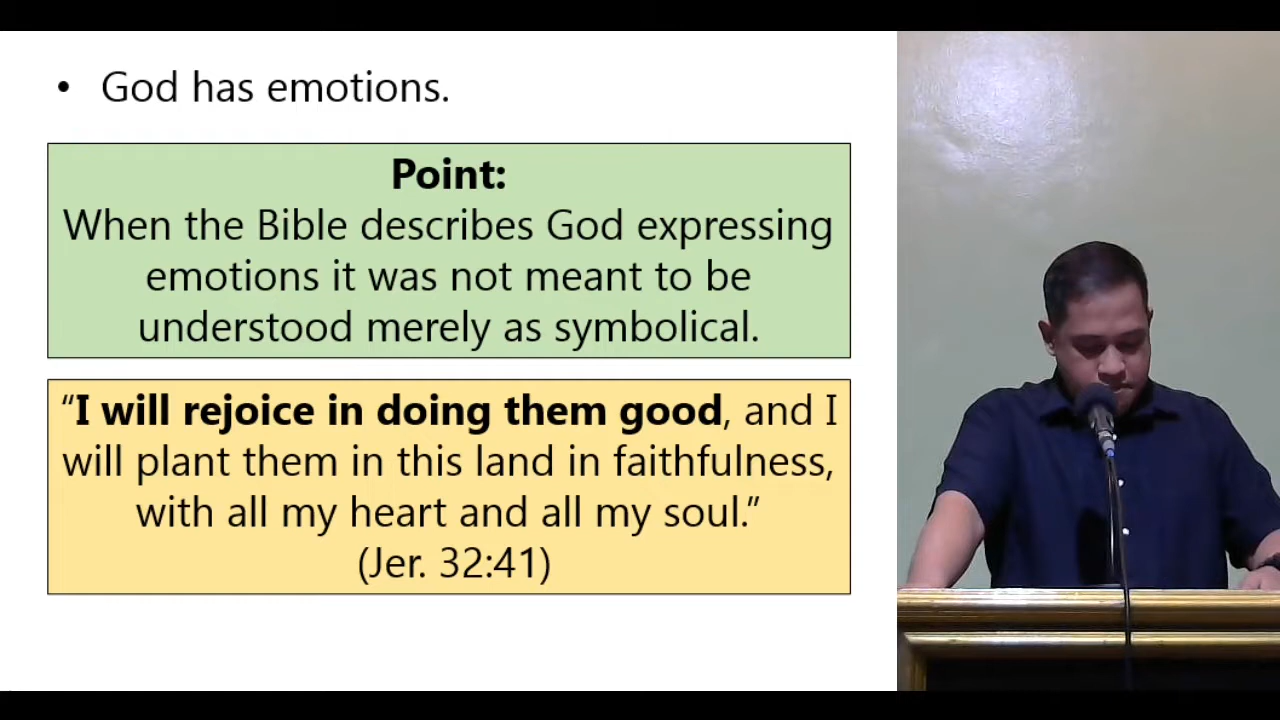 • God has emotions.
Point:
When the Bible describes God expressing
emotions it was not meant to be
understood merely as symbolical.
“I will rejoice in doing them good, and I
will plant them in this land in faithfulness,
with all my heart and all my soul.”
(Jer. 32:41)